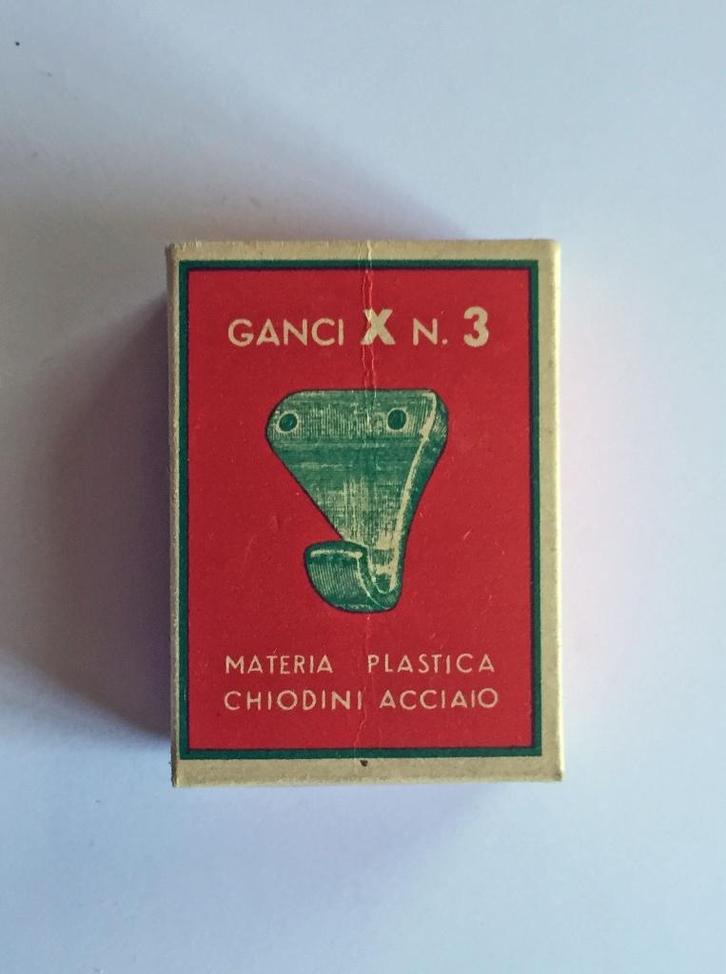 GANCI X N. 3
MATERIA PLASTICA
CHIODINI ACCIAIO